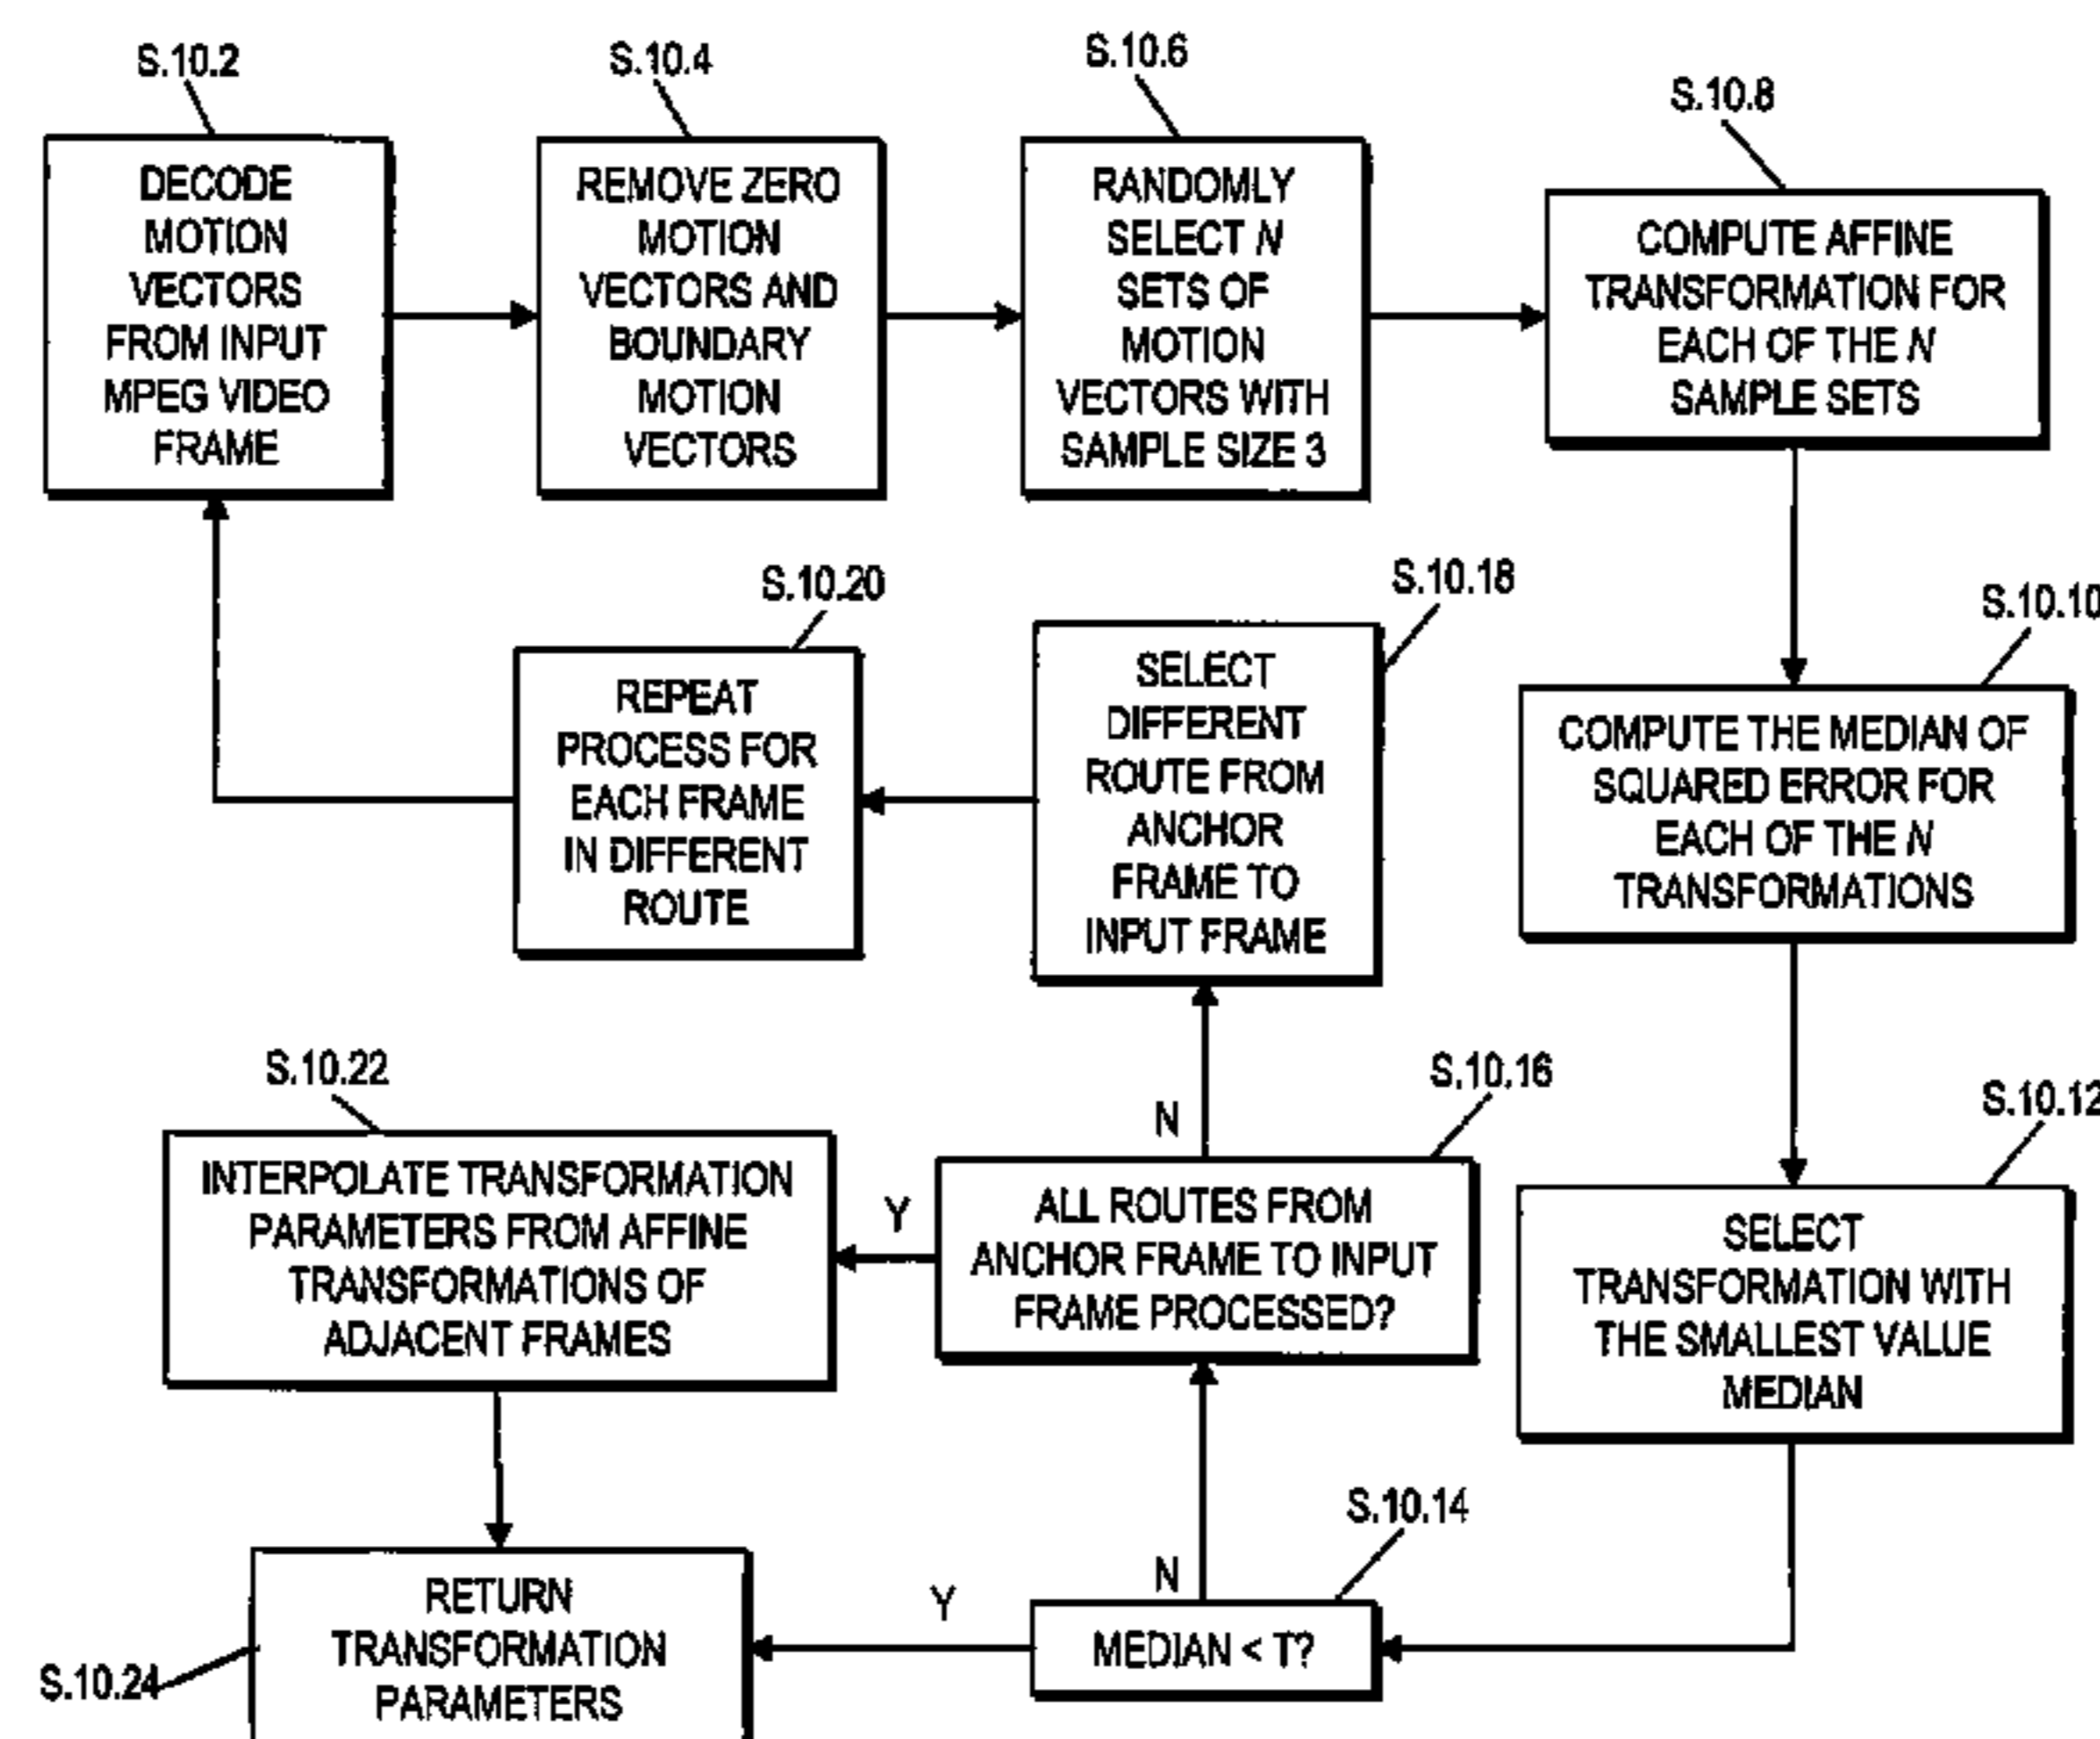 S.10.2
DECODE
MOTION
VECTORS
FROM INPUT
MPEG VIDEO
FRAME
S.10.4
REMOVE ZERO
MOTION
VECTORS AND
BOUNDARY
MOTION
VECTORS
S.10.6
RANDOMLY
SELECT N
SETS OF
MOTION
VECTORS WITH
SAMPLE SIZE 3
S.10.8
COMPUTE AFFINE
TRANSFORMATION FOR
EACH OF THE N
SAMPLE SETS
S.10.10
COMPUTE THE MEDIAN OF
SQUARED ERROR FOR
EACH OF THE N
TRANSFORMATIONS
S.10.12
SELECT
TRANSFORMATION WITH
THE SMALLEST VALUE
MEDIAN
S.10.14
MEDIAN < T?
N
Y
S.10.16
ALL ROUTES FROM
ANCHOR FRAME TO INPUT
FRAME PROCESSED?
N
Y
S.10.18
SELECT
DIFFERENT
ROUTE FROM
ANCHOR
FRAME TO
INPUT FRAME
S.10.20
REPEAT
PROCESS FOR
EACH FRAME
IN DIFFERENT
ROUTE
S.10.22
INTERPOLATE TRANSFORMATION
PARAMETERS FROM AFFINE
TRANSFORMATIONS OF
ADJACENT FRAMES
S.10.24
RETURN
TRANSFORMATION
PARAMETERS